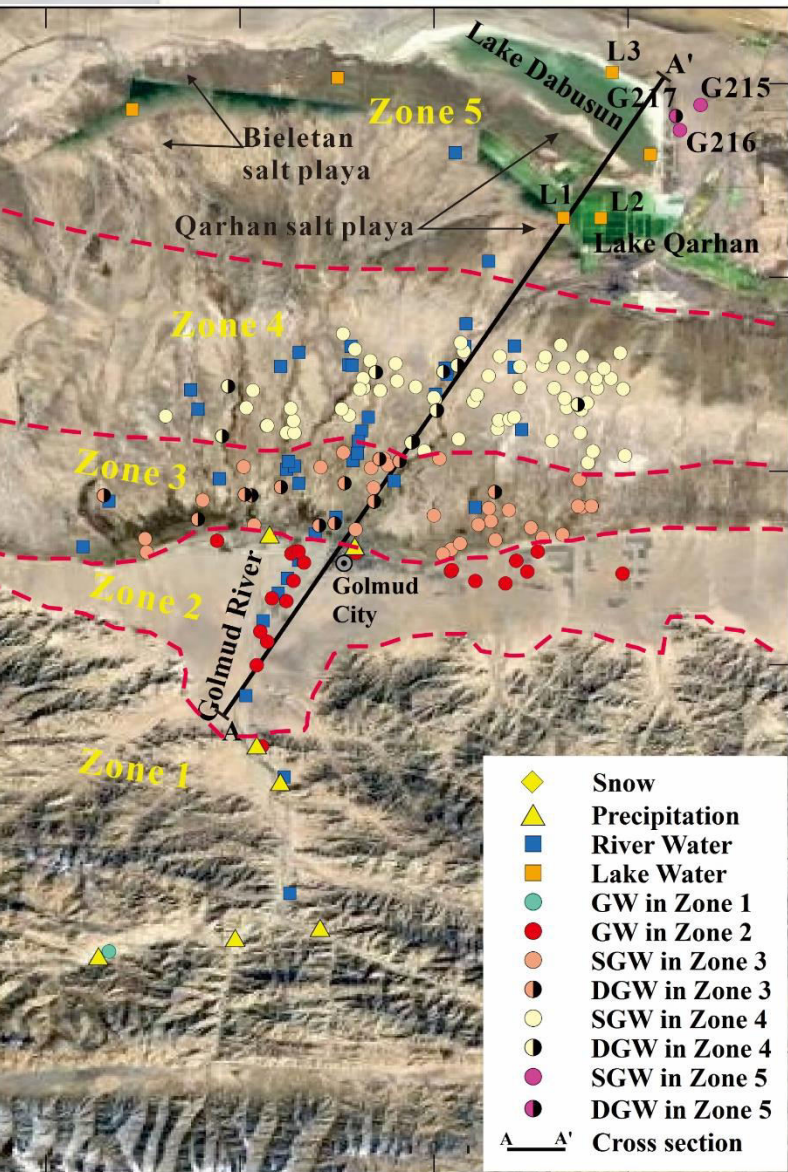 Lake Dabusun
L3
A'
G215
G217
G216
Zone 5
Bieletan
salt playa
L1
L2
Qarhan salt playa
Lake Qarhan
Zone 4
Zone 3
Zone 2
Golmud River
Golmud
City
A
Zone 1
Snow
Precipitation
River Water
Lake Water
GW in Zone 1
GW in Zone 2
SGW in Zone 3
DGW in Zone 3
SGW in Zone 4
DGW in Zone 4
SGW in Zone 5
DGW in Zone 5
A A' Cross section